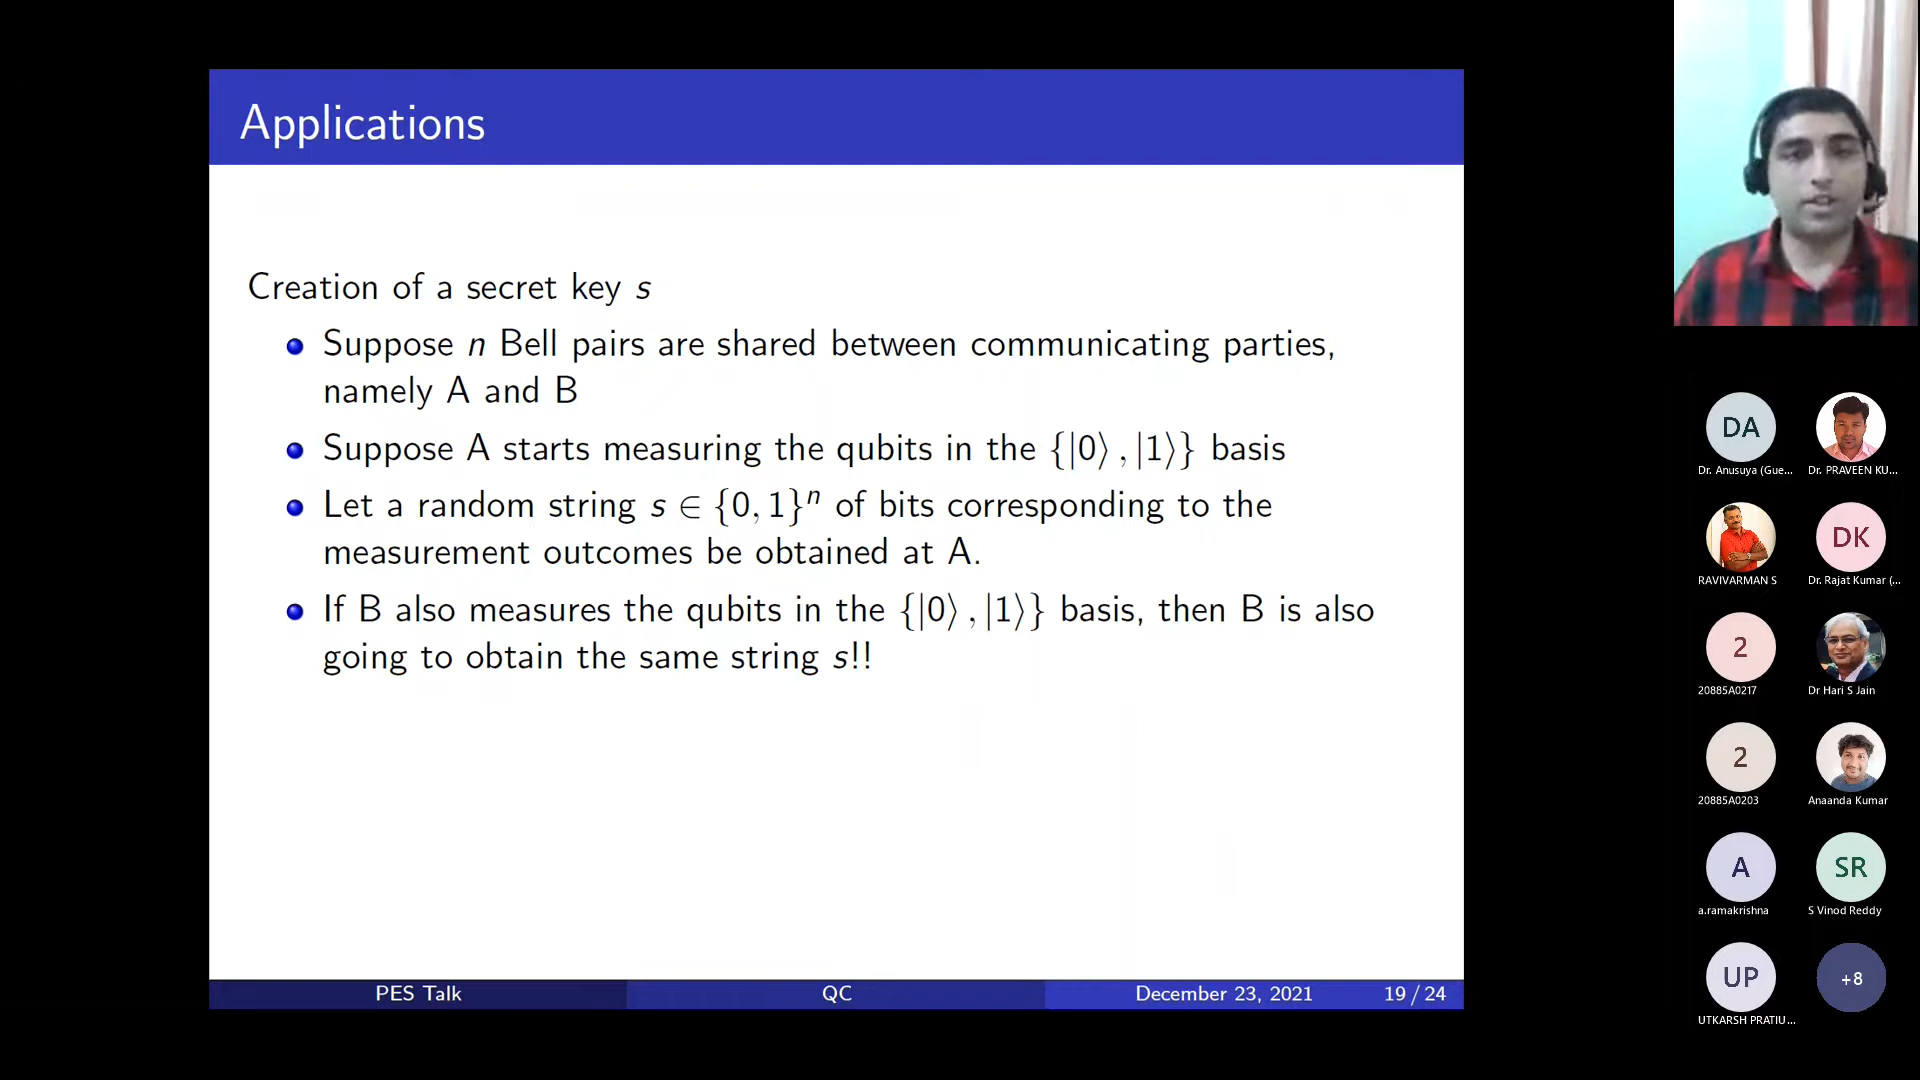 Applications
Creation of a secret key s
Suppose n Bell pairs are shared between communicating parties,
namely A and B
Suppose A starts measuring the qubits in the {|0⟩ , |1⟩} basis
Let a random string s ∈ {0, 1}ⁿ of bits corresponding to the
measurement outcomes be obtained at A.
If B also measures the qubits in the {|0⟩ , |1⟩} basis, then B is also
going to obtain the same string s!!
PES Talk
QC
December 23, 2021
19 / 24
DA
Dr. Anusuya (Gue...
Dr. PRAVEEN KU...
RAVIVARMAN S
DK
Dr. Rajat Kumar (...
2
20885A0217
Dr Hari S Jain
2
20885A0203
Anaanda Kumar
A
a.ramakrishna
SR
S Vinod Reddy
UP
UTKARSH PRATIU...
+8